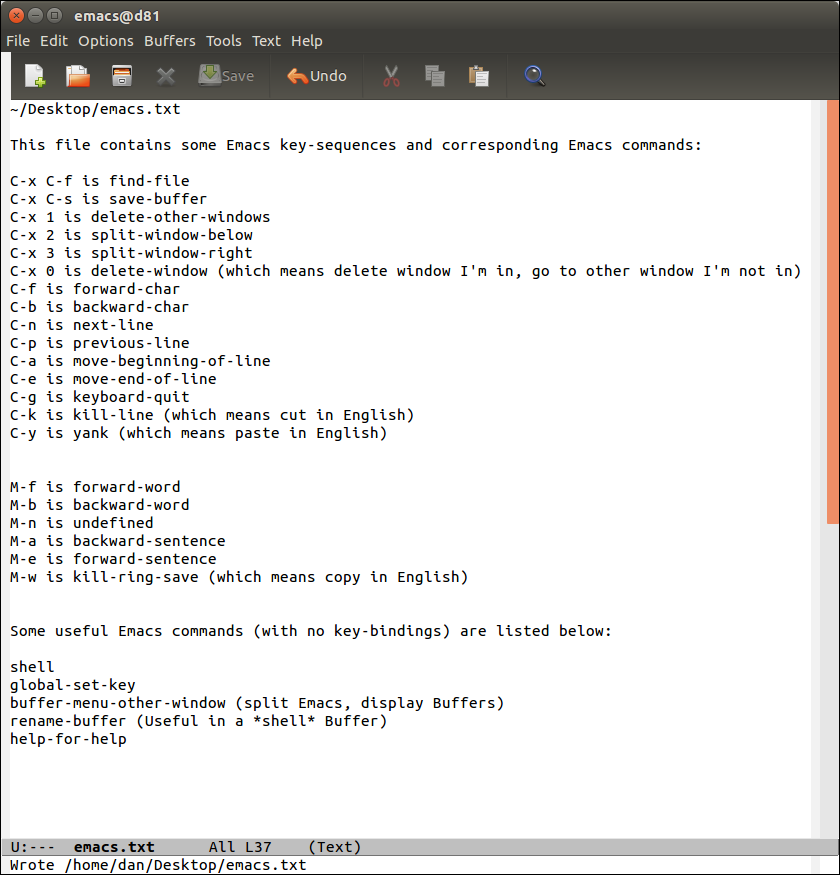 emacs@d81
File Edit Options Buffers Tools Text Help
Save Undo
~/Desktop/emacs.txt
This file contains some Emacs key-sequences and corresponding Emacs commands:
C-x C-f is find-file
C-x C-s is save-buffer
C-x 1 is delete-other-windows
C-x 2 is split-window-below
C-x 3 is split-window-right
C-x 0 is delete-window (which means delete window I'm in, go to other window I'm not in)
C-f is forward-char
C-b is backward-char
C-n is next-line
C-p is previous-line
C-a is move-beginning-of-line
C-e is move-end-of-line
C-g is keyboard-quit
C-k is kill-line (which means cut in English)
C-y is yank (which means paste in English)
M-f is forward-word
M-b is backward-word
M-n is undefined
M-a is backward-sentence
M-e is forward-sentence
M-w is kill-ring-save (which means copy in English)
Some useful Emacs commands (with no key-bindings) are listed below:
shell
global-set-key
buffer-menu-other-window (split Emacs, display Buffers)
rename-buffer (Useful in a *shell* Buffer)
help-for-help
U:--- emacs.txt All L37 (Text)
Wrote /home/dan/Desktop/emacs.txt